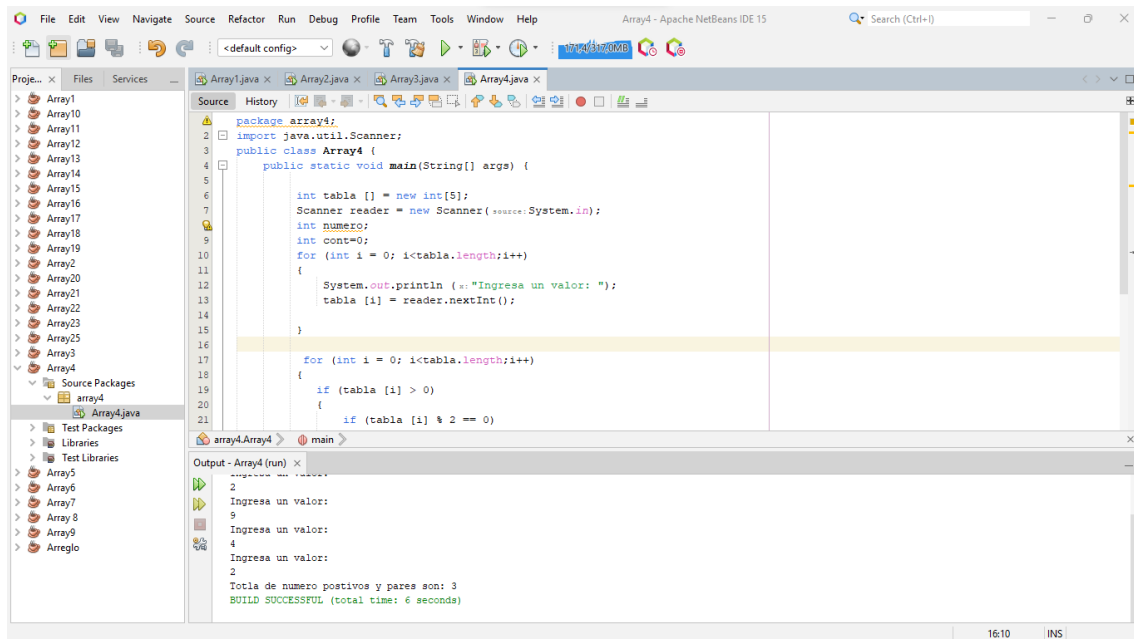 File Edit View Navigate Source Refactor Run Debug Profile Team Tools Window Help Array4 - Apache NetBeans IDE 15 Search (Ctrl+I)
<default config> 171,4/317,0MB
Proje... Files Services
Array1.java Array2.java Array3.java Array4.java
Source History
Array1
Array10
Array11
Array12
Array13
Array14
Array15
Array16
Array17
Array18
Array19
Array2
Array20
Array21
Array22
Array23
Array25
Array3
Array4
Source Packages
array4
Array4.java
Test Packages
Libraries
Test Libraries
Array5
Array6
Array7
Array 8
Array9
Arreglo
package array4;
2 import java.util.Scanner;
3 public class Array4 {
4 public static void main(String[] args) {
5
6 int tabla [] = new int[5];
7 Scanner reader = new Scanner( source: System.in);
int numero;
9 int cont=0;
10 for (int i = 0; i<tabla.length;i++)
11 {
12 System.out.println ( x: "Ingresa un valor: ");
13 tabla [i] = reader.nextInt();
14
15 }
16
17 for (int i = 0; i<tabla.length;i++)
18 {
19 if (tabla [i] > 0)
20 {
21 if (tabla [i] % 2 == 0)
array4.Array4 main
Output - Array4 (run)
2
Ingresa un valor:
9
Ingresa un valor:
4
Ingresa un valor:
2
Totla de numero postivos y pares son: 3
BUILD SUCCESSFUL (total time: 6 seconds)
16:10 INS